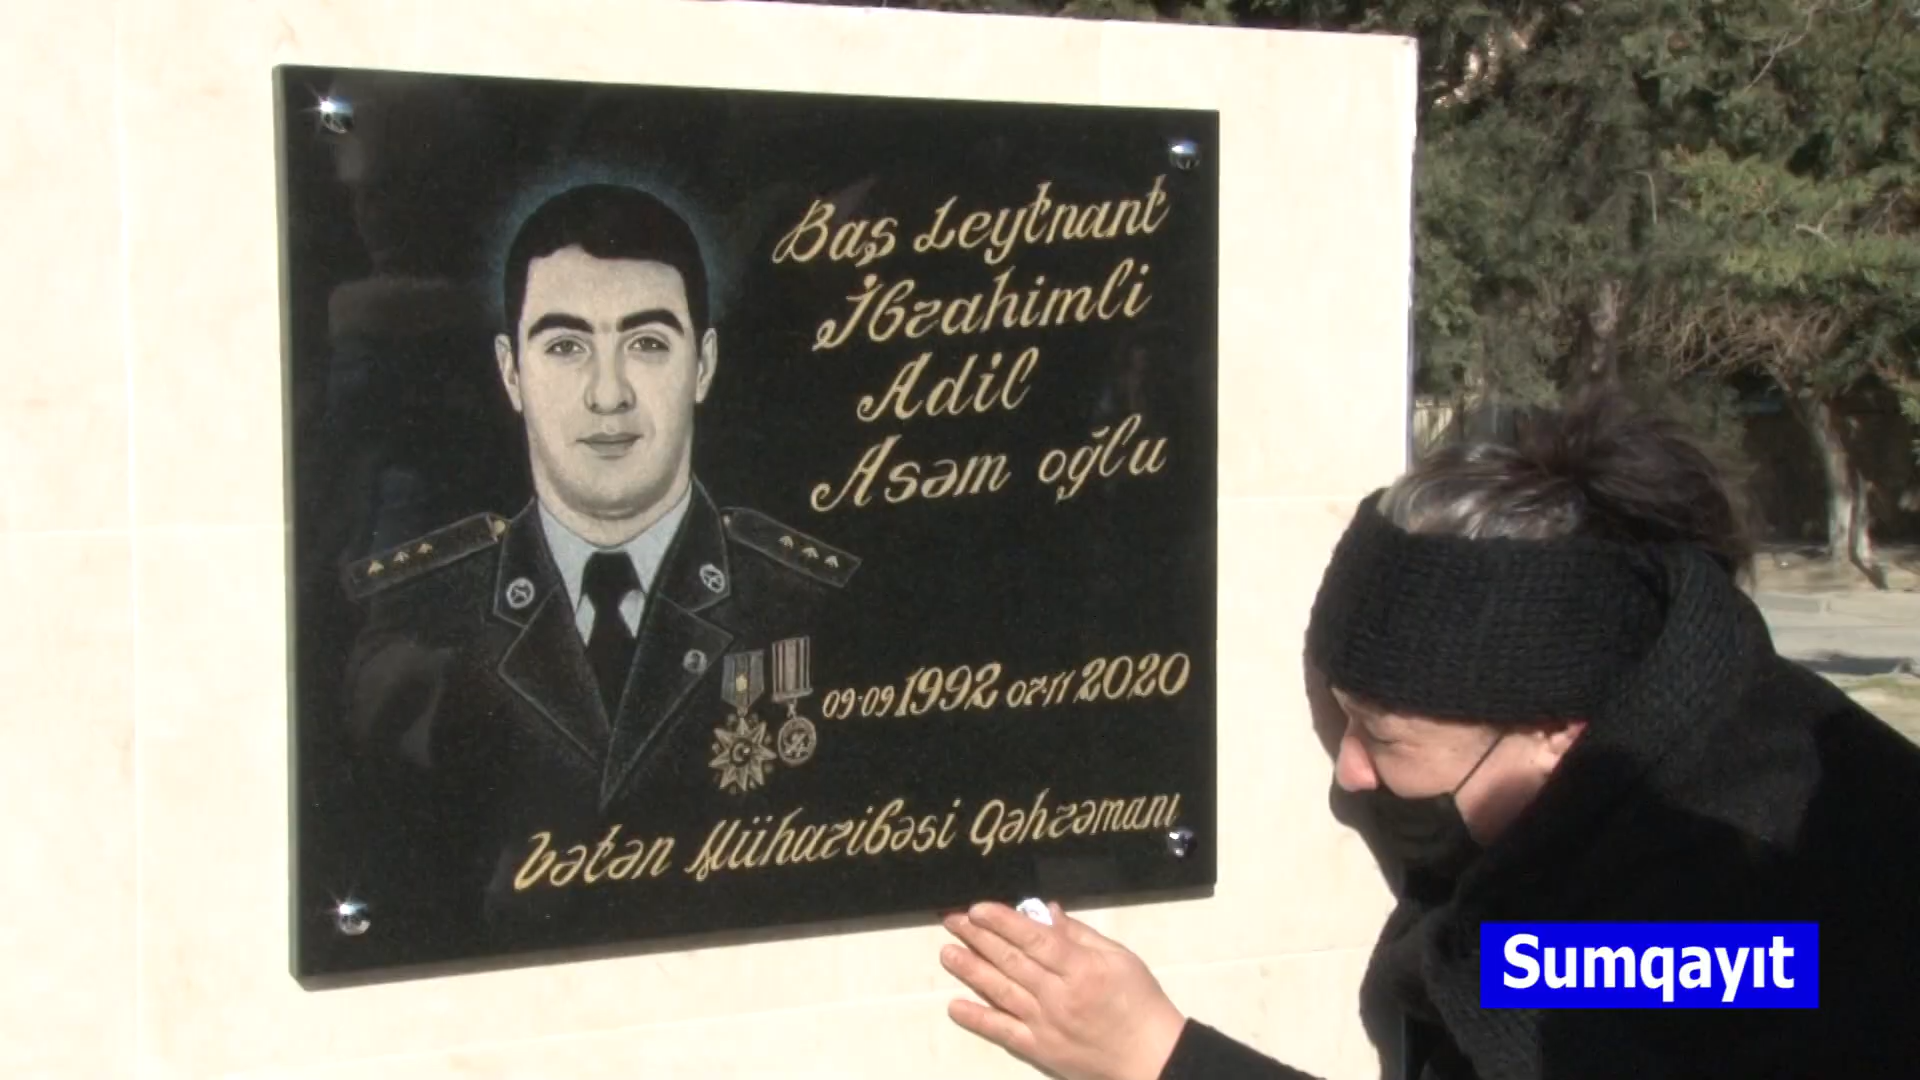 Baş Leytnant
İbrahimli
Adil
Asəm oğlu
09·09 1992 07·11 2020
Vətən Müharibəsi Qəhrəmanı
Sumqayıt